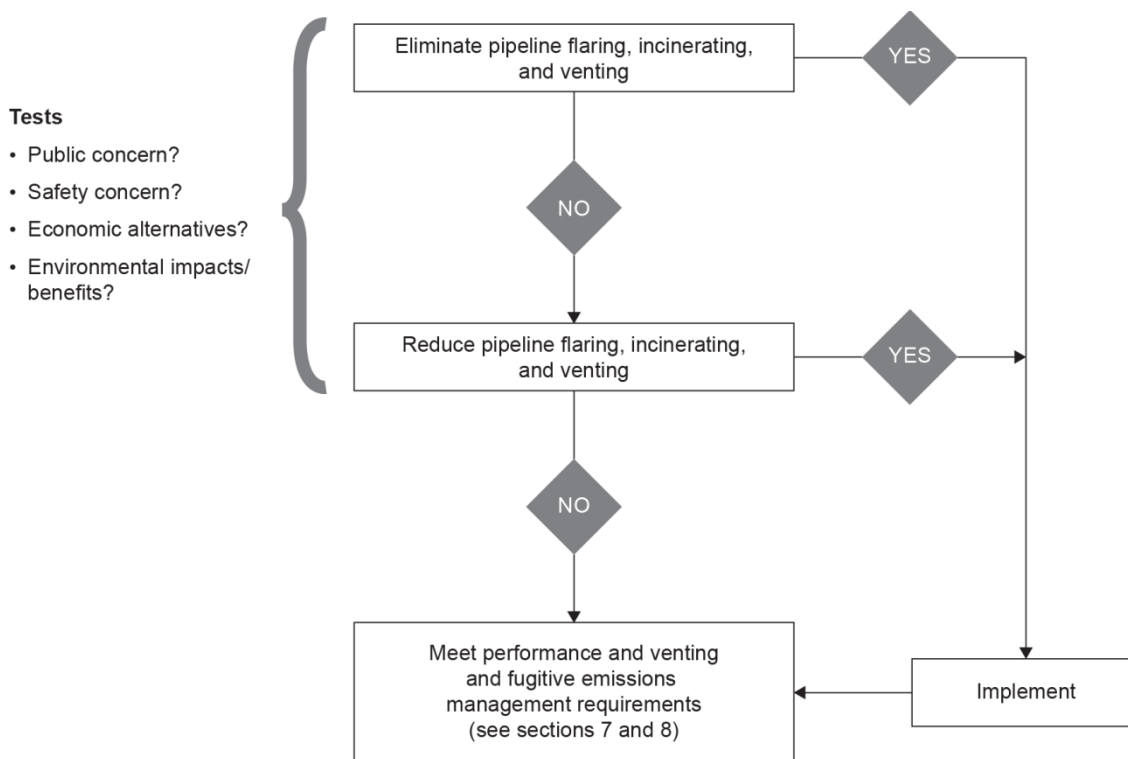 Eliminate pipeline flaring, incinerating,
and venting
YES
Tests
• Public concern?
• Safety concern?
• Economic alternatives?
• Environmental impacts/
benefits?
NO
Reduce pipeline flaring, incinerating,
and venting
YES
NO
Meet performance and venting
and fugitive emissions
management requirements
(see sections 7 and 8)
Implement